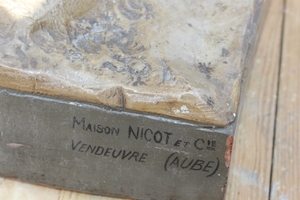 MAISON NICOT ET CIE
VENDEUVRE (AUBE)